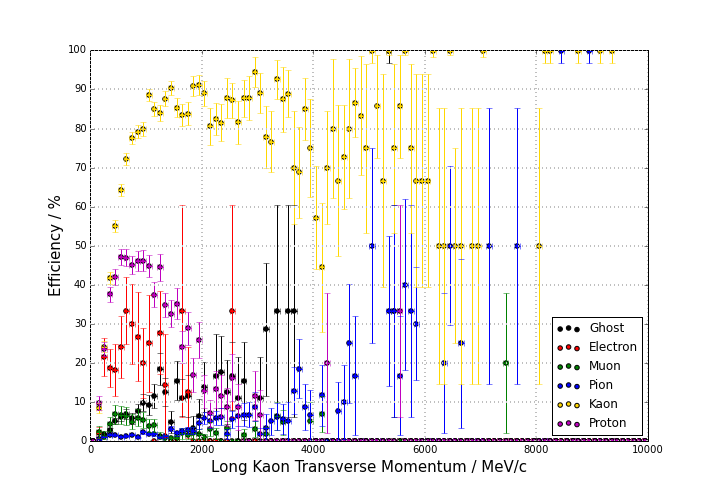 100
90
80
70
60
50
40
30
20
10
0
Efficiency / %
Ghost
Electron
Muon
Pion
Kaon
Proton
0 2000 4000 6000 8000 10000
Long Kaon Transverse Momentum / MeV/c